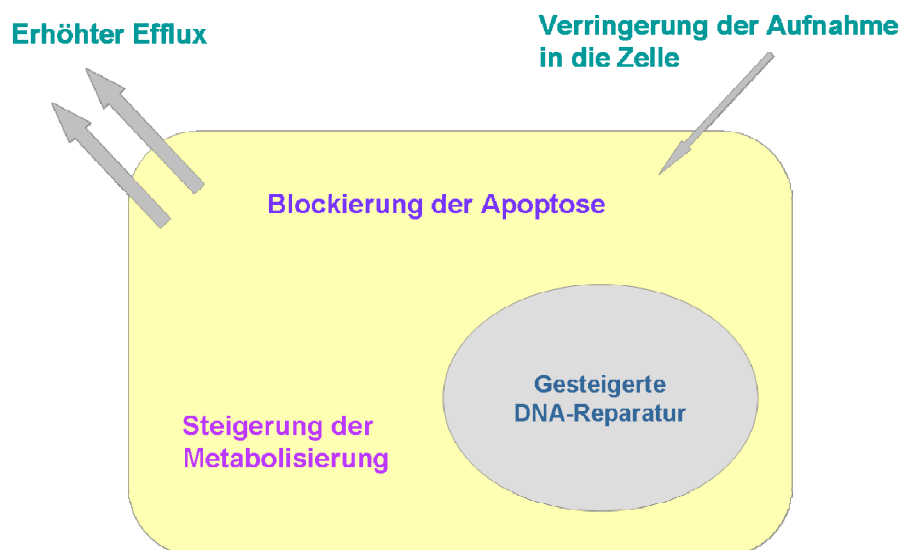 Erhöhter Efflux
Verringerung der Aufnahme
in die Zelle
Blockierung der Apoptose
Gesteigerte
DNA-Reparatur
Steigerung der
Metabolisierung